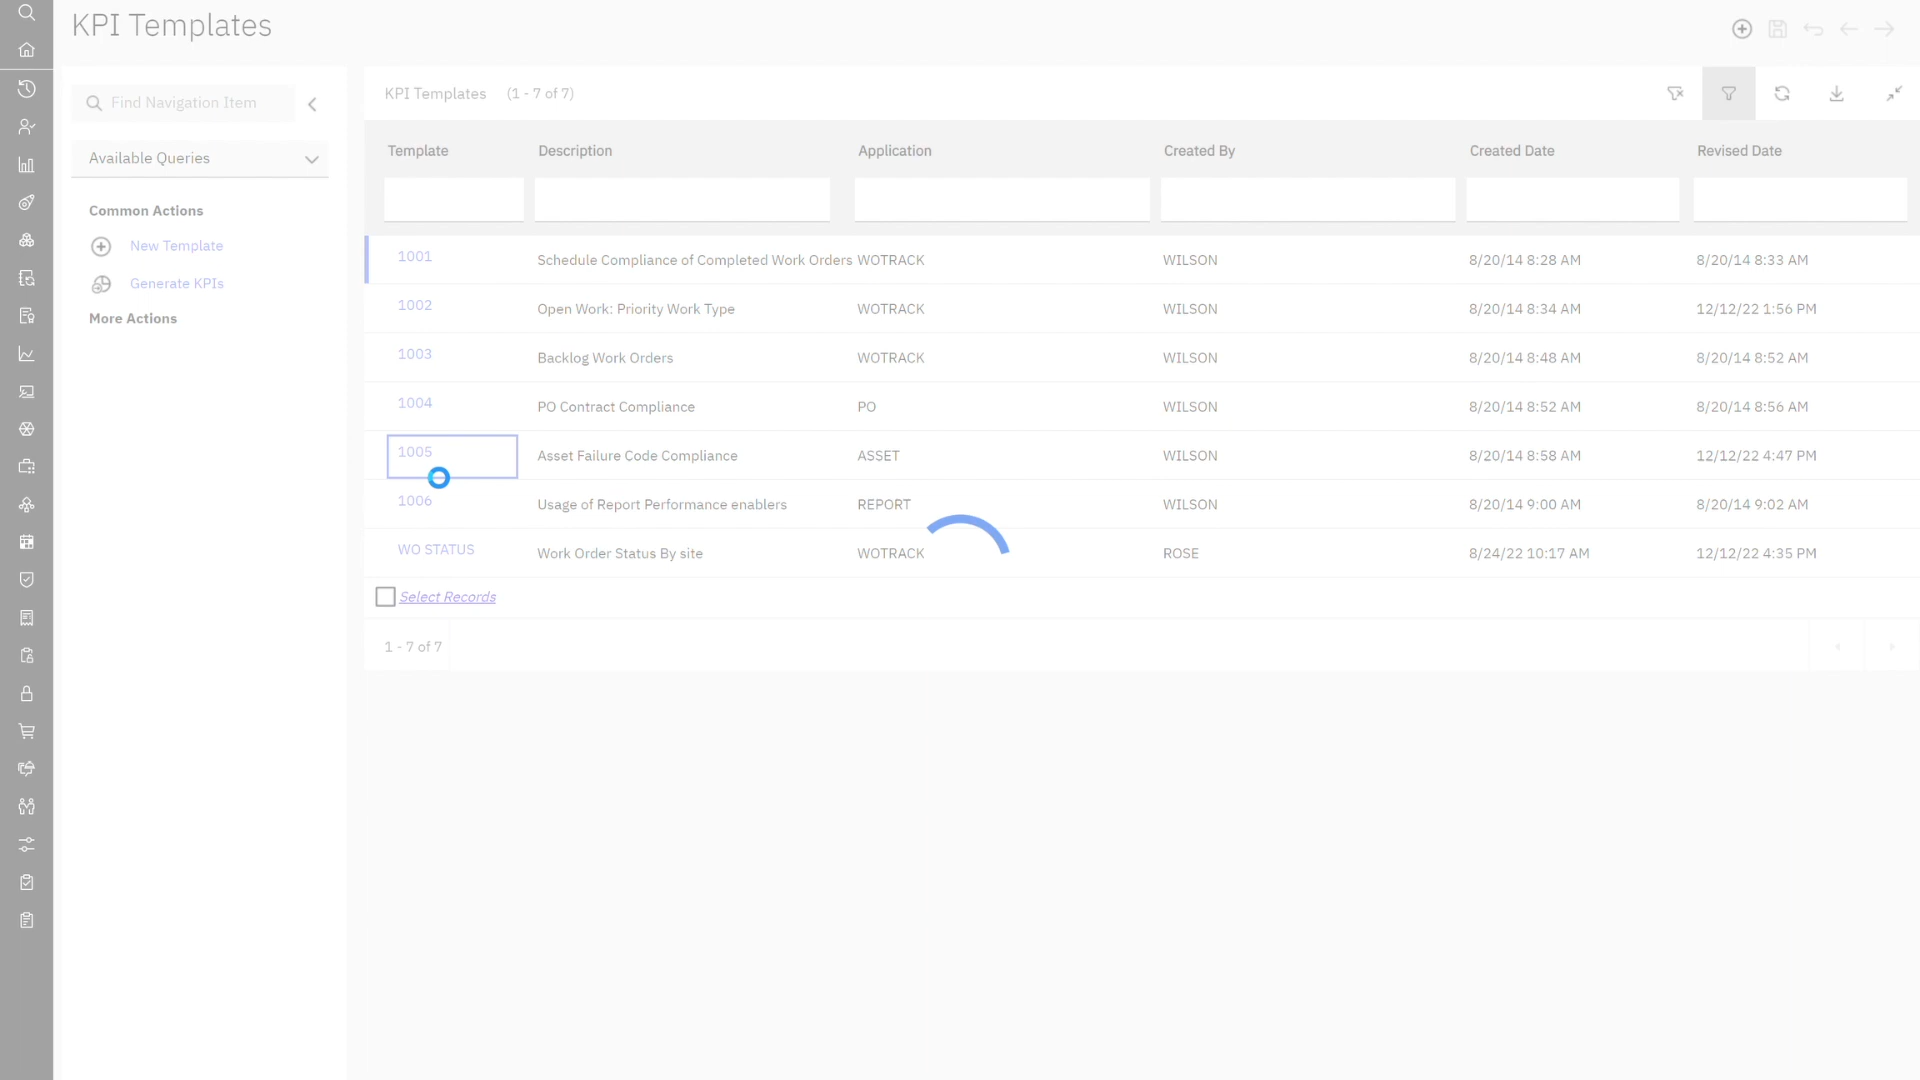 KPI Templates
Find Navigation Item
Available Queries
Common Actions
New Template
Generate KPIs
More Actions
KPI Templates (1 - 7 of 7)
Template Description Application Created By Created Date Revised Date
1001 Schedule Compliance of Completed Work Orders WOTRACK WILSON 8/20/14 8:28 AM 8/20/14 8:33 AM
1002 Open Work: Priority Work Type WOTRACK WILSON 8/20/14 8:34 AM 12/12/22 1:56 PM
1003 Backlog Work Orders WOTRACK WILSON 8/20/14 8:48 AM 8/20/14 8:52 AM
1004 PO Contract Compliance PO WILSON 8/20/14 8:52 AM 8/20/14 8:56 AM
1005 Asset Failure Code Compliance ASSET WILSON 8/20/14 8:58 AM 12/12/22 4:47 PM
1006 Usage of Report Performance enablers REPORT WILSON 8/20/14 9:00 AM 8/20/14 9:02 AM
WO STATUS Work Order Status By site WOTRACK ROSE 8/24/22 10:17 AM 12/12/22 4:35 PM
Select Records
1 - 7 of 7